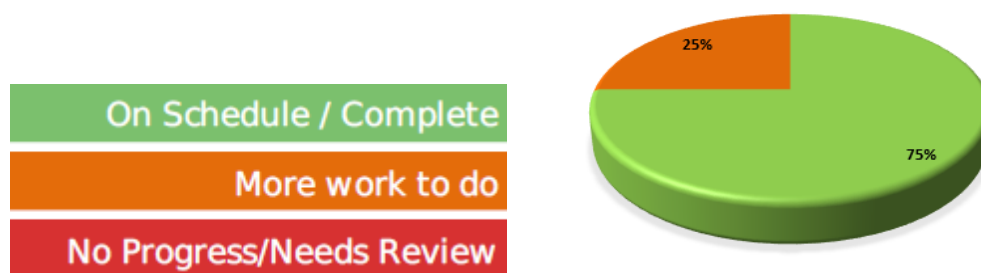 On Schedule / Complete
More work to do
No Progress/Needs Review
25%
75%